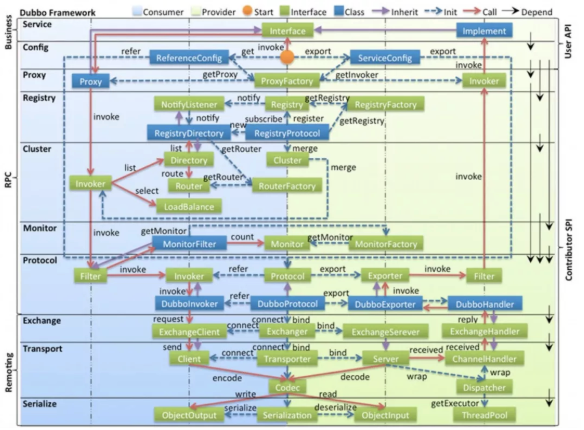 Dubbo Framework Consumer Provider Start Interface Class Inherit Init Call Depend
Business
Service
Interface
Implement
Config
refer
invoke
get
export
export
ReferenceConfig
ServiceConfig
User API
Proxy
getProxy
getInvoker
invoke
Proxy
ProxyFactory
Invoker
Registry
notify
getRegistry
NotifyListener
Registry
RegistryFactory
notify
subscribe
register
getRegistry
invoke
new
RegistryDirectory
RegistryProtocol
RPC
Cluster
list
getRouter
merge
Directory
Cluster
merge
list
route
getRouter
invoke
Invoker
Router
RouterFactory
select
LoadBalance
Contributor SPI
Monitor
invoke
getMonitor
count
getMonitor
MonitorFilter
Monitor
MonitorFactory
Protocol
Filter
invoke
Invoker
refer
Protocol
export
Exporter
invoke
Filter
invoke
refer
export
invoke
DubboInvoker
DubboProtocol
DubboExporter
DubboHandler
Remoting
Exchange
request
connect
bind
reply
ExchangeClient
connect
Exchanger
bind
ExchangeSerever
ExchangeHandler
Transport
send
connect
bind
received
received
Client
connect
Transporter
bind
Server
ChannelHandler
encode
decode
wrap
wrap
Codec
Dispatcher
write
read
getExecutor
Serialize
ObjectOutput
serialize
Serialization
deserialize
ObjectInput
ThreadPool